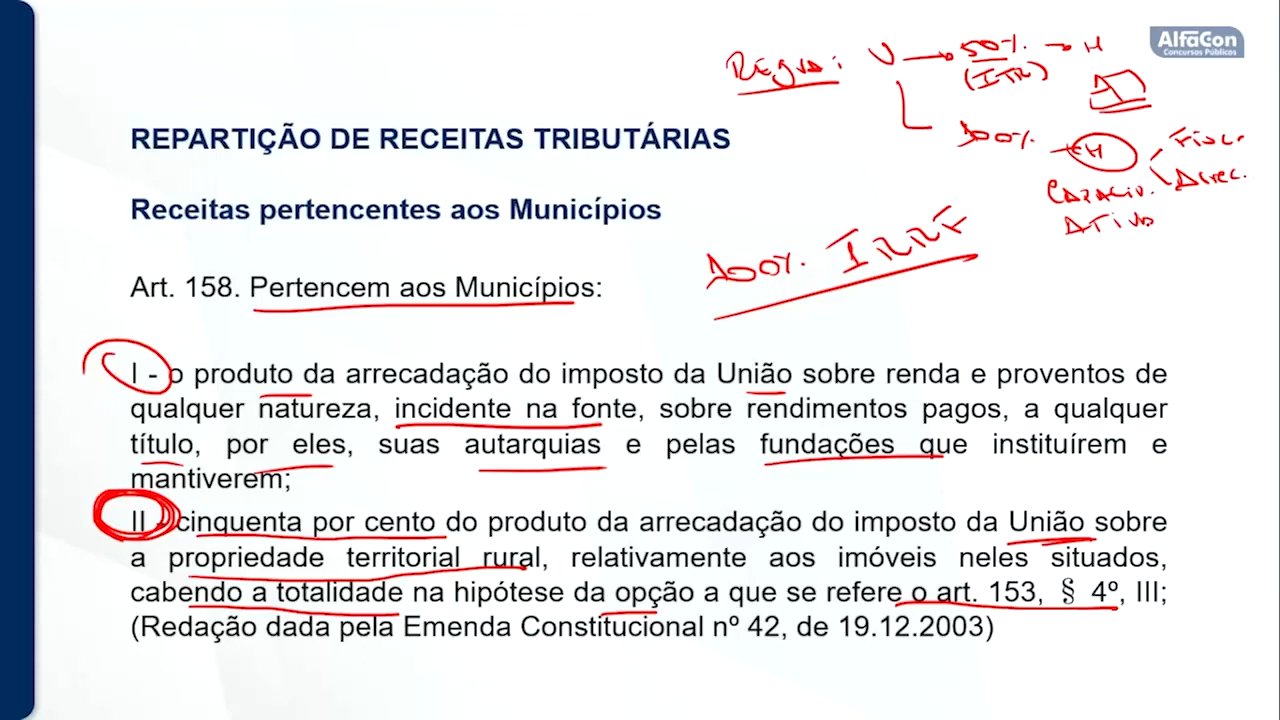 AlfaCon
Concursos Públicos
Regra: U → 50% → M
(ITR)
100% → M
Fisc.
Arrec.
Ativa
REPARTIÇÃO DE RECEITAS TRIBUTÁRIAS
Receitas pertencentes aos Municípios
100% IRRF
Art. 158. Pertencem aos Municípios:
I - o produto da arrecadação do imposto da União sobre renda e proventos de
qualquer natureza, incidente na fonte, sobre rendimentos pagos, a qualquer
título, por eles, suas autarquias e pelas fundações que instituírem e
mantiverem;
II - cinquenta por cento do produto da arrecadação do imposto da União sobre
a propriedade territorial rural, relativamente aos imóveis neles situados,
cabendo a totalidade na hipótese da opção a que se refere o art. 153, § 4º, III;
(Redação dada pela Emenda Constitucional nº 42, de 19.12.2003)